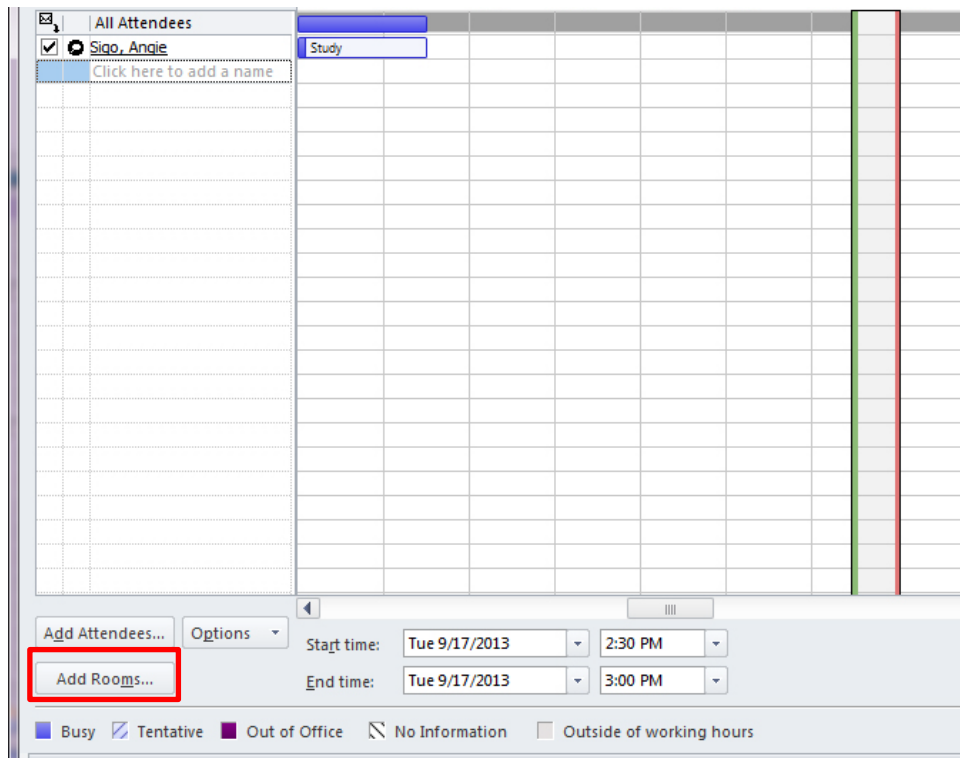 All Attendees
Sigo, Angie
Study
Click here to add a name
Add Attendees...
Options
Start time:
Tue 9/17/2013
2:30 PM
Add Rooms...
End time:
Tue 9/17/2013
3:00 PM
Busy
Tentative
Out of Office
No Information
Outside of working hours